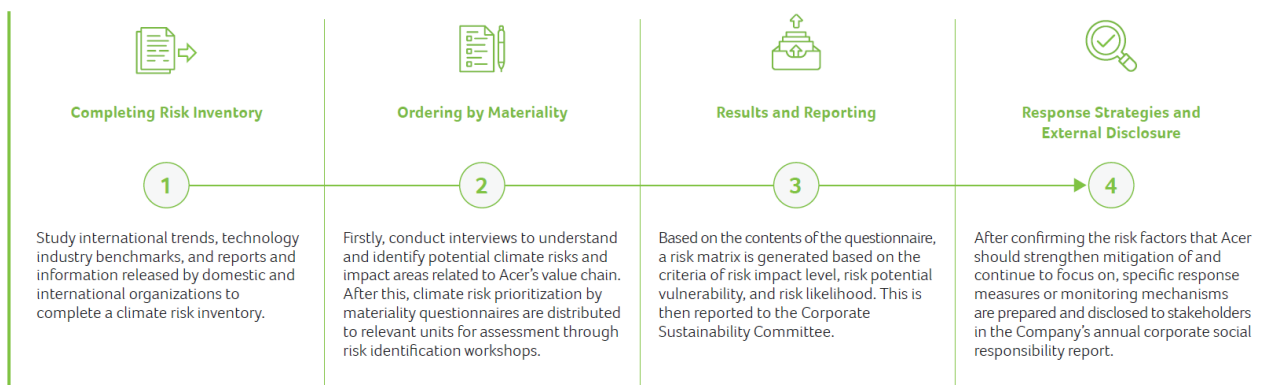 Completing Risk Inventory
1
Study international trends, technology
industry benchmarks, and reports and
information released by domestic and
international organizations to
complete a climate risk inventory.
Ordering by Materiality
2
Firstly, conduct interviews to understand
and identify potential climate risks and
impact areas related to Acer's value chain.
After this, climate risk prioritization by
materiality questionnaires are distributed
to relevant units for assessment through
risk identification workshops.
Results and Reporting
3
Based on the contents of the questionnaire,
a risk matrix is generated based on the
criteria of risk impact level, risk potential
vulnerability, and risk likelihood. This is
then reported to the Corporate
Sustainability Committee.
Response Strategies and
External Disclosure
4
After confirming the risk factors that Acer
should strengthen mitigation of and
continue to focus on, specific response
measures or monitoring mechanisms
are prepared and disclosed to stakeholders
in the Company's annual corporate social
responsibility report.